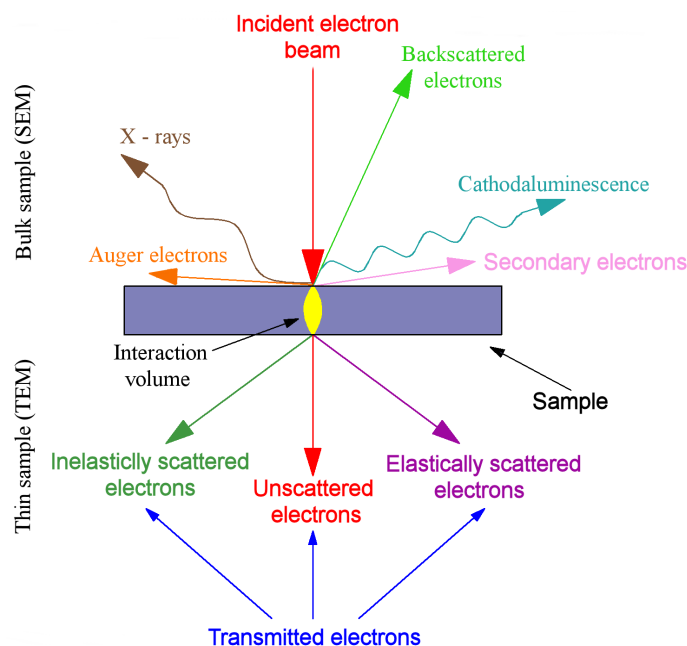 Incident electron
beam
Backscattered
electrons
Bulk sample (SEM)
X - rays
Cathodaluminescence
Auger electrons
Secondary electrons
Interaction
volume
Thin sample (TEM)
Sample
Inelasticlly scattered
electrons
Unscattered
electrons
Elastically scattered
electrons
Transmitted electrons